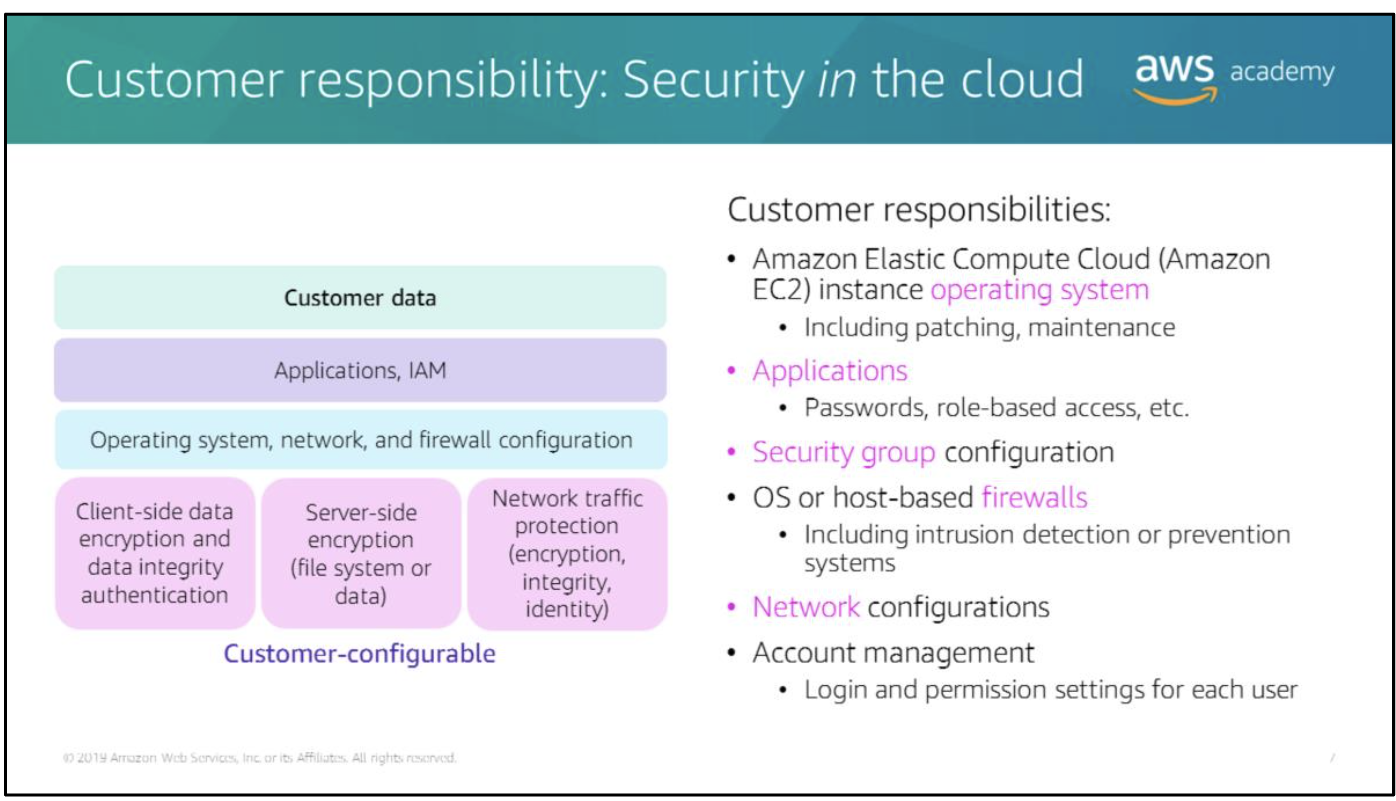 Customer responsibility: Security in the cloud
aws academy
Customer data
Applications, IAM
Operating system, network, and firewall configuration
Client-side data
encryption and
data integrity
authentication
Server-side
encryption
(file system or
data)
Network traffic
protection
(encryption,
integrity,
identity)
Customer-configurable
Customer responsibilities:
• Amazon Elastic Compute Cloud (Amazon
EC2) instance operating system
• Including patching, maintenance
• Applications
• Passwords, role-based access, etc.
• Security group configuration
• OS or host-based firewalls
• Including intrusion detection or prevention
systems
• Network configurations
• Account management
• Login and permission settings for each user
© 2019 Amazon Web Services, Inc. or its Affiliates. All rights reserved.
7